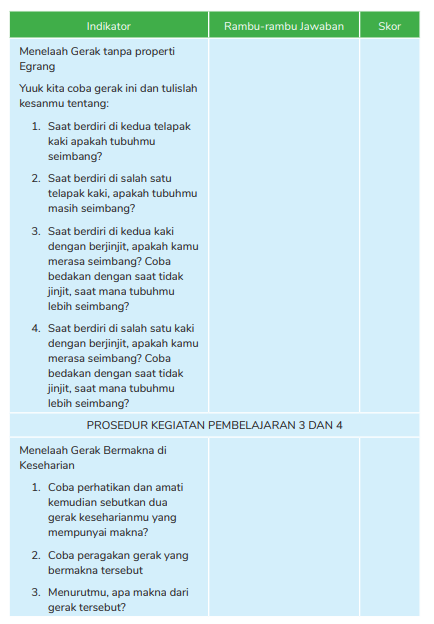 Indikator
Rambu-rambu Jawaban
Skor
Menelaah Gerak tanpa properti
Egrang
Yuuk kita coba gerak ini dan tulislah
kesanmu tentang:
1. Saat berdiri di kedua telapak
kaki apakah tubuhmu
seimbang?
2. Saat berdiri di salah satu
telapak kaki, apakah tubuhmu
masih seimbang?
3. Saat berdiri di kedua kaki
dengan berjinjit, apakah kamu
merasa seimbang? Coba
bedakan dengan saat tidak
jinjit, saat mana tubuhmu
lebih seimbang?
4. Saat berdiri di salah satu kaki
dengan berjinjit, apakah kamu
merasa seimbang? Coba
bedakan dengan saat tidak
jinjit, saat mana tubuhmu
lebih seimbang?
PROSEDUR KEGIATAN PEMBELAJARAN 3 DAN 4
Menelaah Gerak Bermakna di
Keseharian
1. Coba perhatikan dan amati
kemudian sebutkan dua
gerak keseharianmu yang
mempunyai makna?
2. Coba peragakan gerak yang
bermakna tersebut
3. Menurutmu, apa makna dari
gerak tersebut?